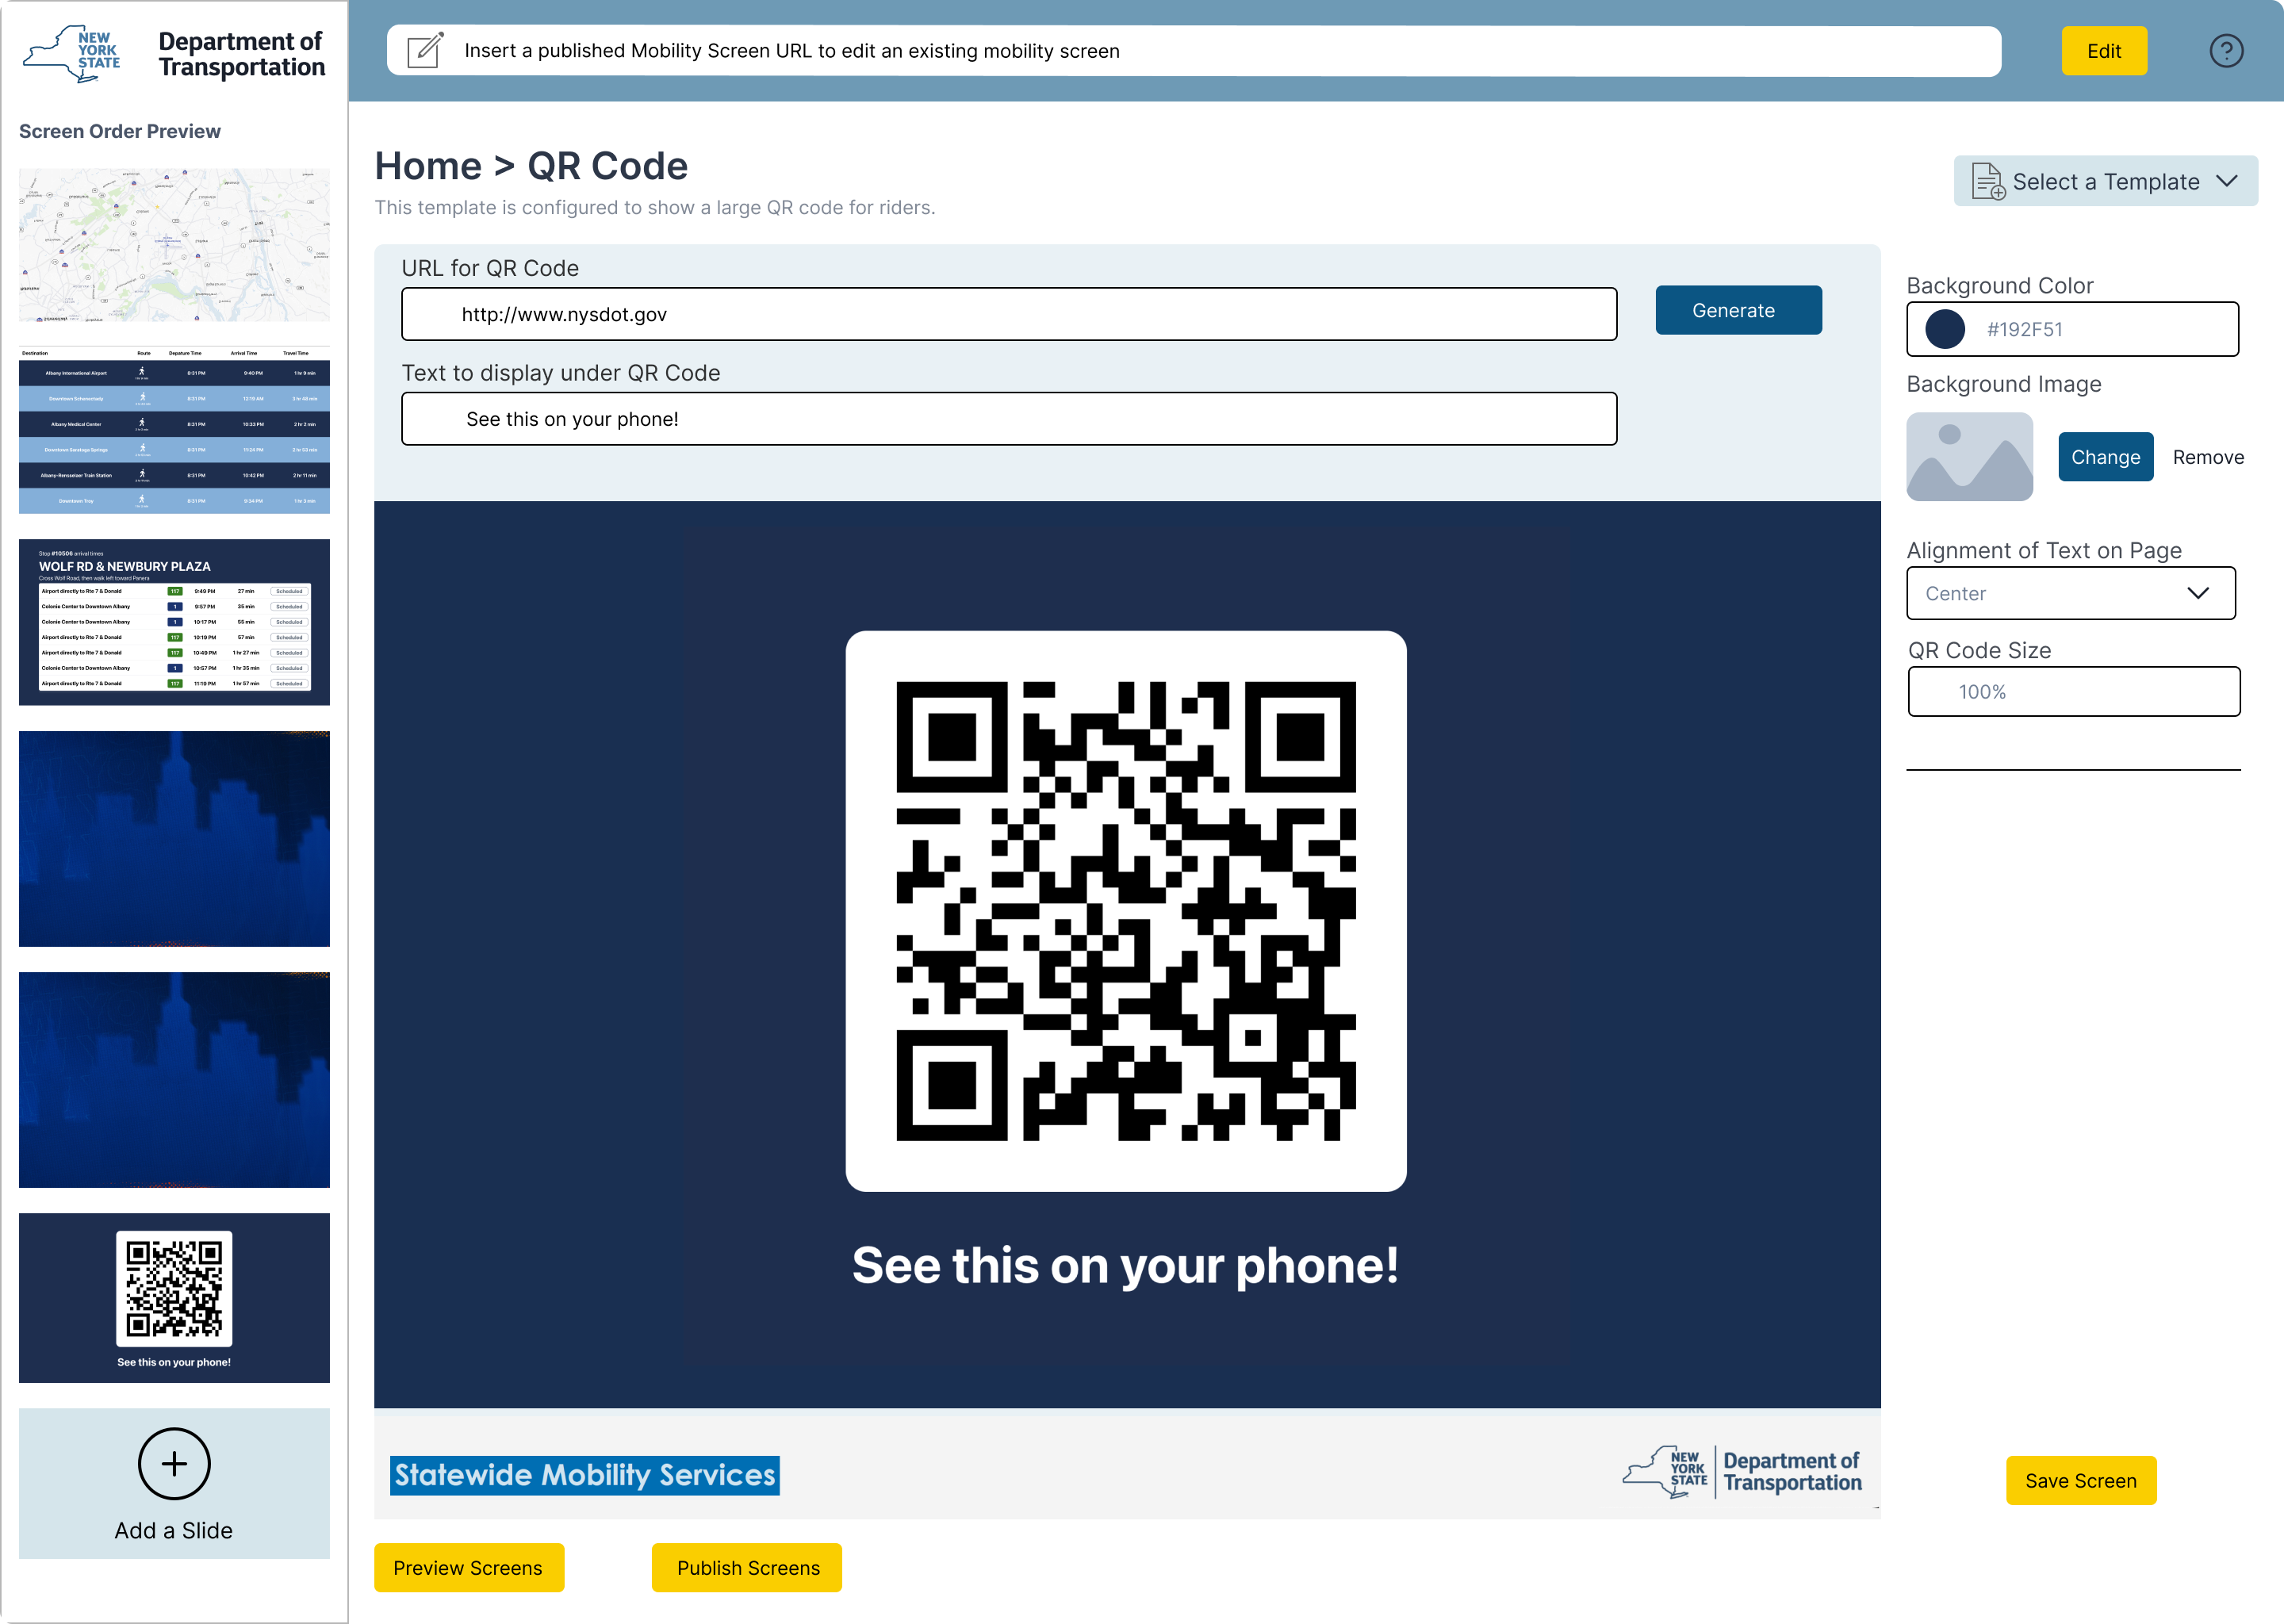 NEW
YORK
STATE
Department of
Transportation
Insert a published Mobility Screen URL to edit an existing mobility screen
Edit
?
Screen Order Preview
Destination Route Depature Time Arrival Time Travel Time
Albany International Airport 8:31 PM 9:40 PM 1 hr 9 min
Downtown Schenectady 8:31 PM 12:19 AM 3 hr 48 min
Albany Medical Center 8:31 PM 10:33 PM 2 hr 2 min
Downtown Saratoga Springs 8:31 PM 11:24 PM 2 hr 53 min
Albany-Rensselaer Train Station 8:31 PM 10:42 PM 2 hr 11 min
Downtown Troy 8:31 PM 9:34 PM 1 hr 3 min
Stop #10506 arrival times
WOLF RD & NEWBURY PLAZA
Cross Wolf Road, then walk left toward Panera
Airport directly to Rte 7 & Donald 117 9:49 PM 27 min Scheduled
Colonie Center to Downtown Albany 1 9:57 PM 35 min Scheduled
Colonie Center to Downtown Albany 1 10:17 PM 55 min Scheduled
Airport directly to Rte 7 & Donald 117 10:19 PM 57 min Scheduled
Airport directly to Rte 7 & Donald 117 10:49 PM 1 hr 27 min Scheduled
Colonie Center to Downtown Albany 1 10:57 PM 1 hr 35 min Scheduled
Airport directly to Rte 7 & Donald 117 11:19 PM 1 hr 57 min Scheduled
See this on your phone!
Add a Slide
Home > QR Code
This template is configured to show a large QR code for riders.
Select a Template
URL for QR Code
http://www.nysdot.gov
Generate
Text to display under QR Code
See this on your phone!
Background Color
#192F51
Background Image
Change Remove
Alignment of Text on Page
Center
QR Code Size
100%
See this on your phone!
Statewide Mobility Services
NEW
YORK
STATE
Department of
Transportation
Save Screen
Preview Screens
Publish Screens